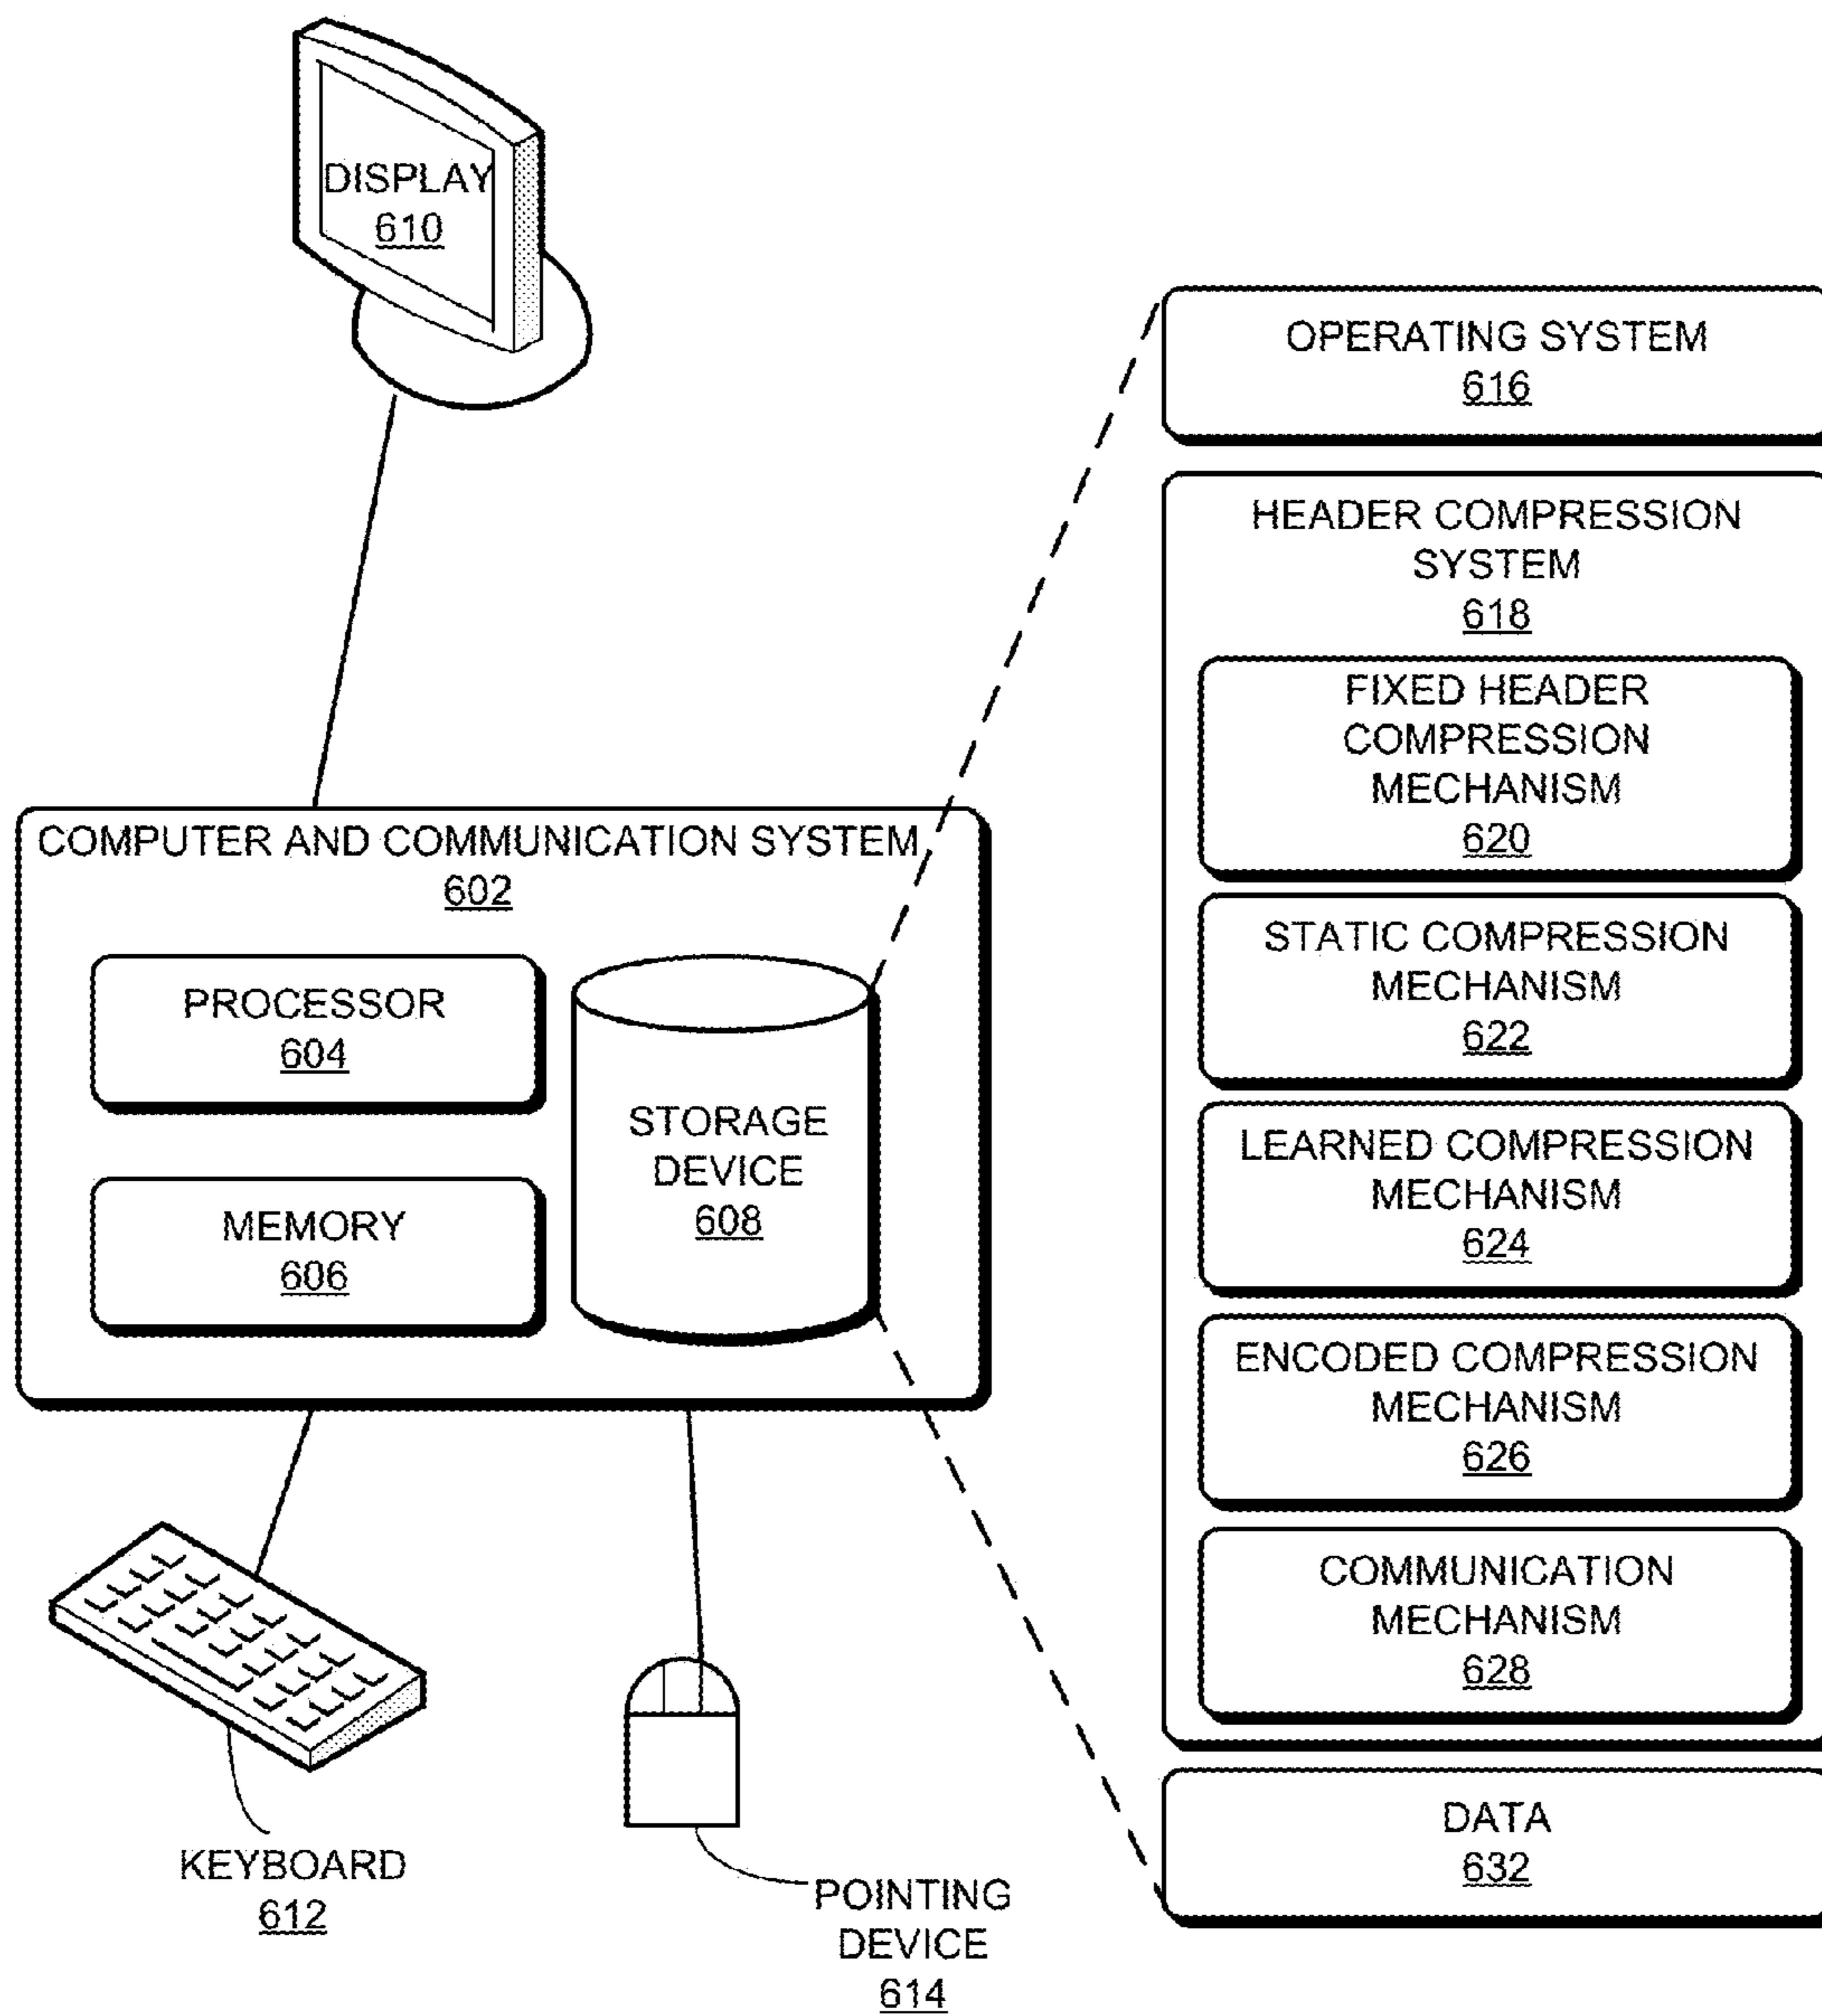 DISPLAY
610
COMPUTER AND COMMUNICATION SYSTEM
602
PROCESSOR
604
MEMORY
606
STORAGE
DEVICE
608
KEYBOARD
612
POINTING
DEVICE
614
OPERATING SYSTEM
616
HEADER COMPRESSION
SYSTEM
618
FIXED HEADER
COMPRESSION
MECHANISM
620
STATIC COMPRESSION
MECHANISM
622
LEARNED COMPRESSION
MECHANISM
624
ENCODED COMPRESSION
MECHANISM
626
COMMUNICATION
MECHANISM
628
DATA
632